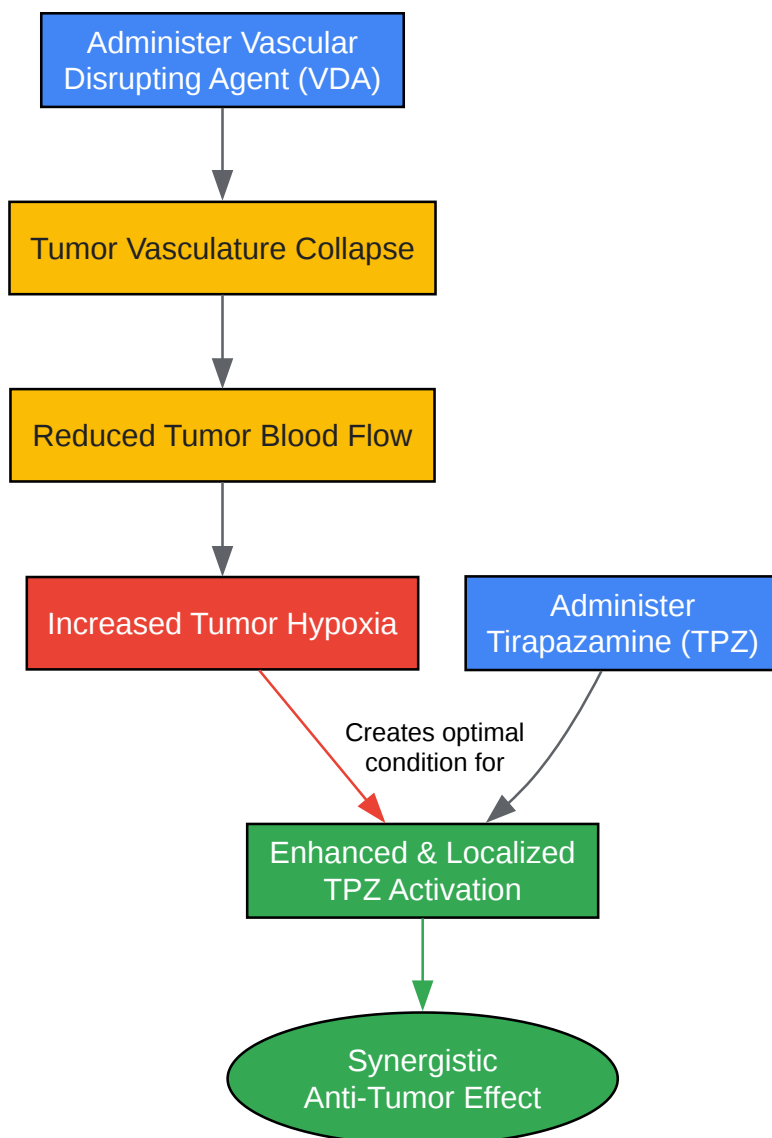 Administer Vascular
Disrupting Agent (VDA)
Tumor Vasculature Collapse
Reduced Tumor Blood Flow
Increased Tumor Hypoxia
Administer
Tirapazamine (TPZ)
Creates optimal
condition for
Enhanced & Localized
TPZ Activation
Synergistic
Anti-Tumor Effect